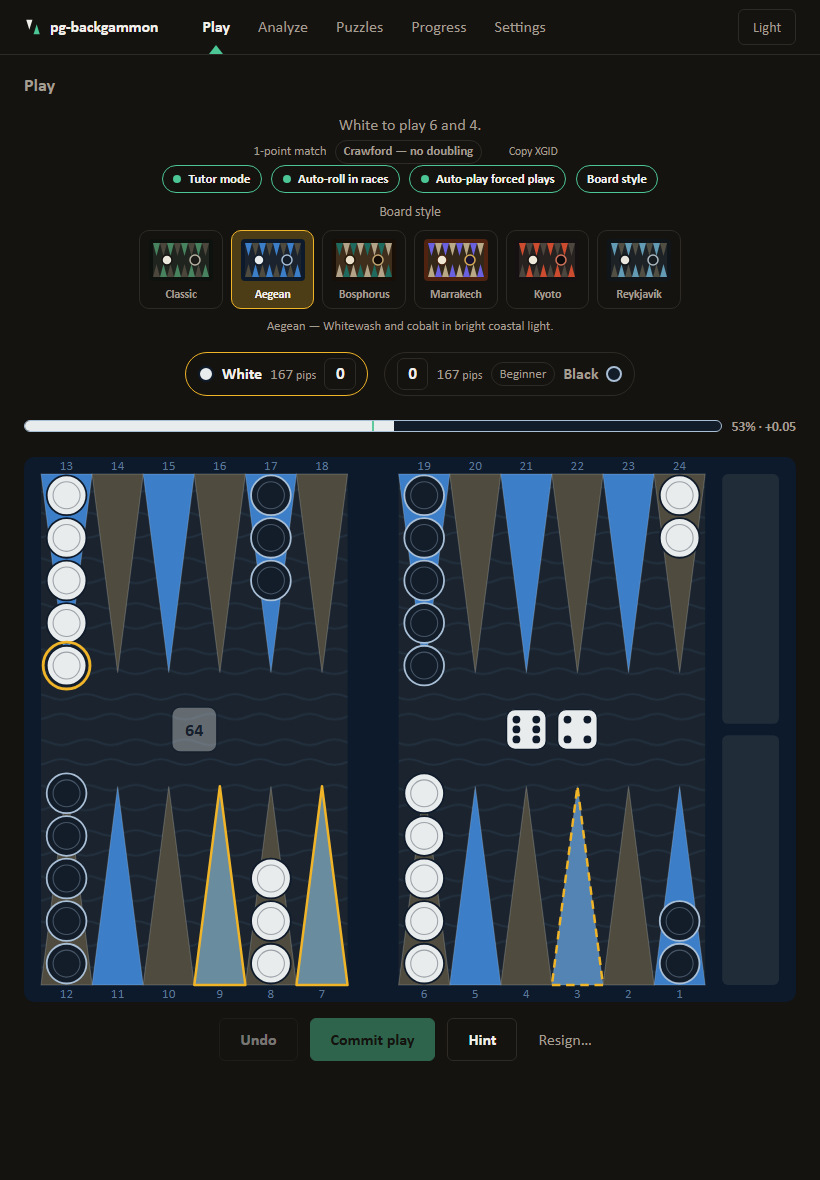 pg-backgammon Play Analyze Puzzles Progress Settings Light
Play
White to play 6 and 4.
1-point match Crawford — no doubling Copy XGID
Tutor mode Auto-roll in races Auto-play forced plays Board style
Board style
Classic Aegean Bosphorus Marrakech Kyoto Reykjavík
Aegean — Whitewash and cobalt in bright coastal light.
White 167 pips 0 0 167 pips Beginner Black
53% · +0.05
13 14 15 16 17 18 19 20 21 22 23 24
64
12 11 10 9 8 7 6 5 4 3 2 1
Undo Commit play Hint Resign…